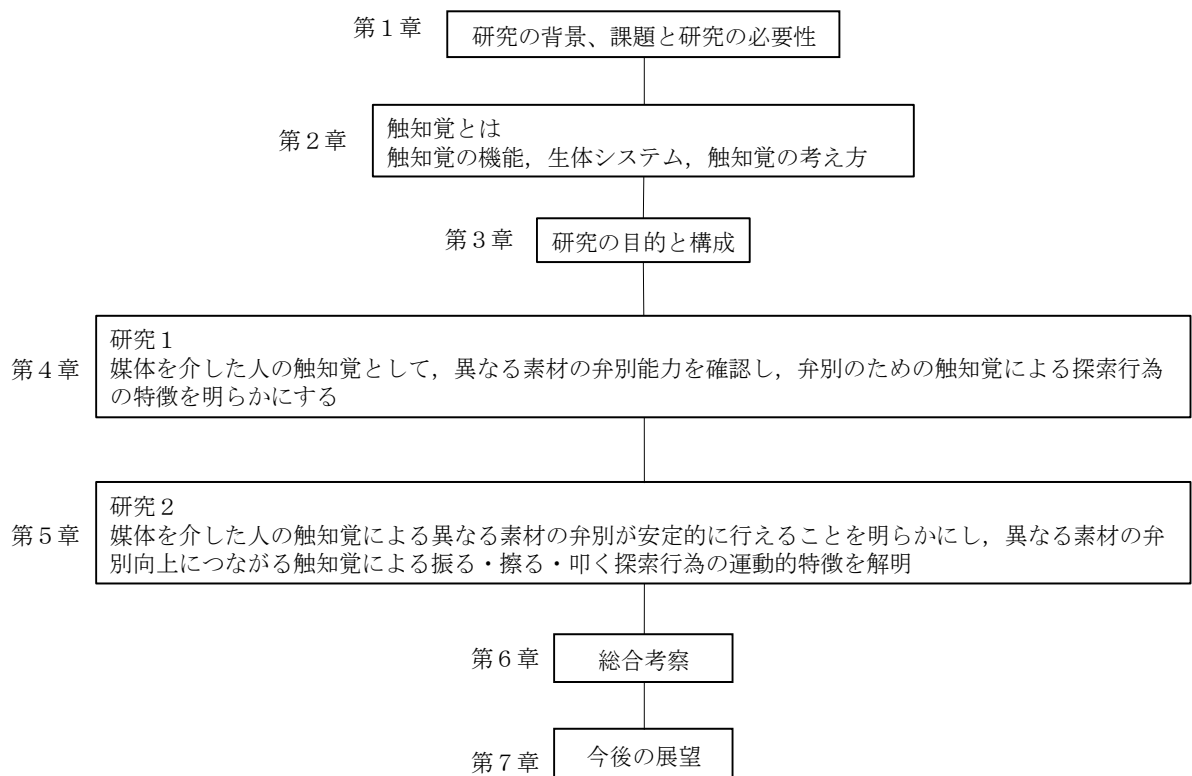 第１章
研究の背景、課題と研究の必要性
第２章
触知覚とは
触知覚の機能，生体システム，触知覚の考え方
第３章
研究の目的と構成
第４章
研究１
媒体を介した人の触知覚として，異なる素材の弁別能力を確認し，弁別のための触知覚による探索行為
の特徴を明らかにする
第５章
研究２
媒体を介した人の触知覚による異なる素材の弁別が安定的に行えることを明らかにし，異なる素材の弁
別向上につながる触知覚による振る・擦る・叩く探索行為の運動的特徴を解明
第６章
総合考察
第７章
今後の展望